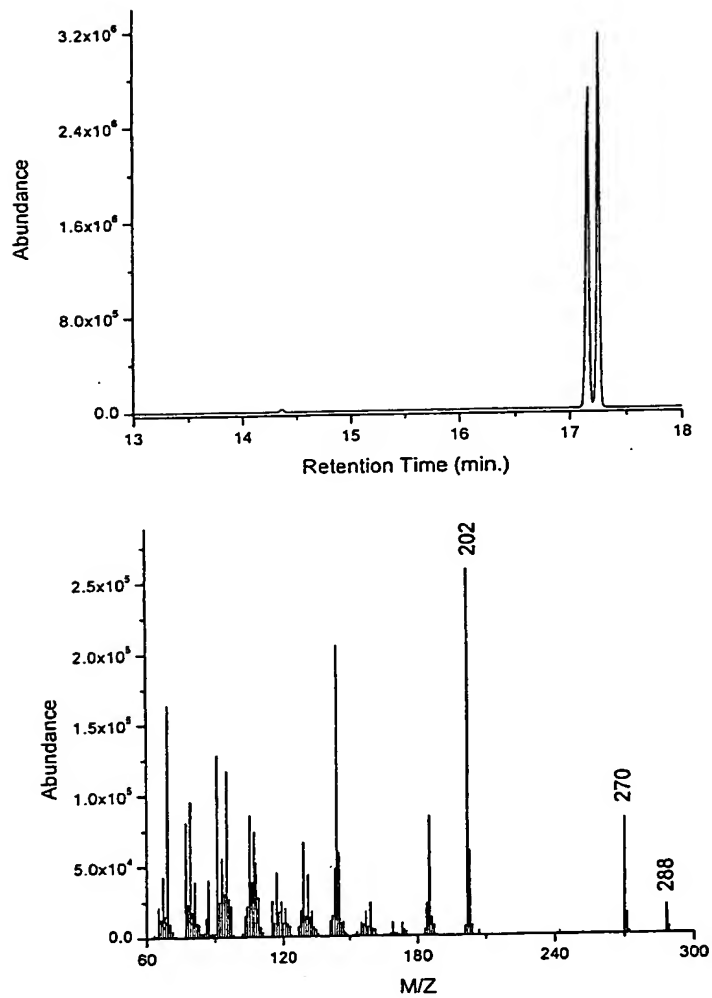 Abundance
3.2x10⁶
2.4x10⁶
1.6x10⁶
8.0x10⁵
0.0
13 14 15 16 17 18
Retention Time (min.)
Abundance
2.5x10⁵
2.0x10⁵
1.5x10⁵
1.0x10⁵
5.0x10⁴
0.0
202
270
288
60 120 180 240 300
M/Z